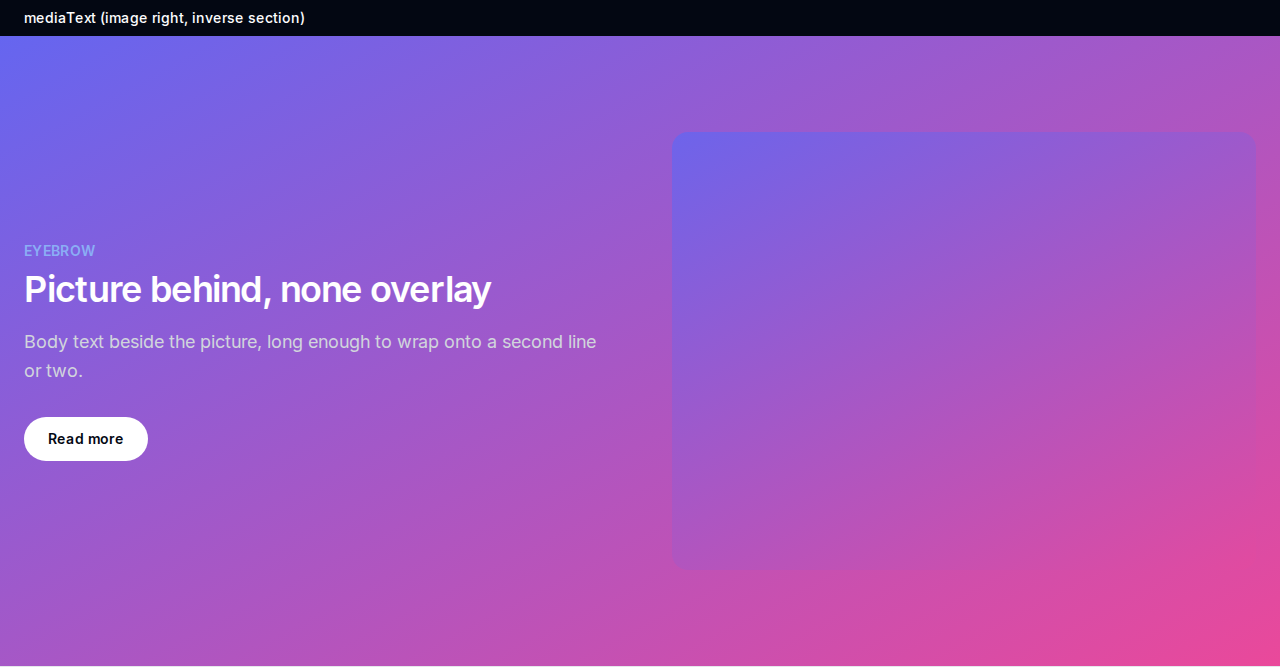 mediaText (image right, inverse section)
EYEBROW
Picture behind, none overlay
Body text beside the picture, long enough to wrap onto a second line
or two.
Read more